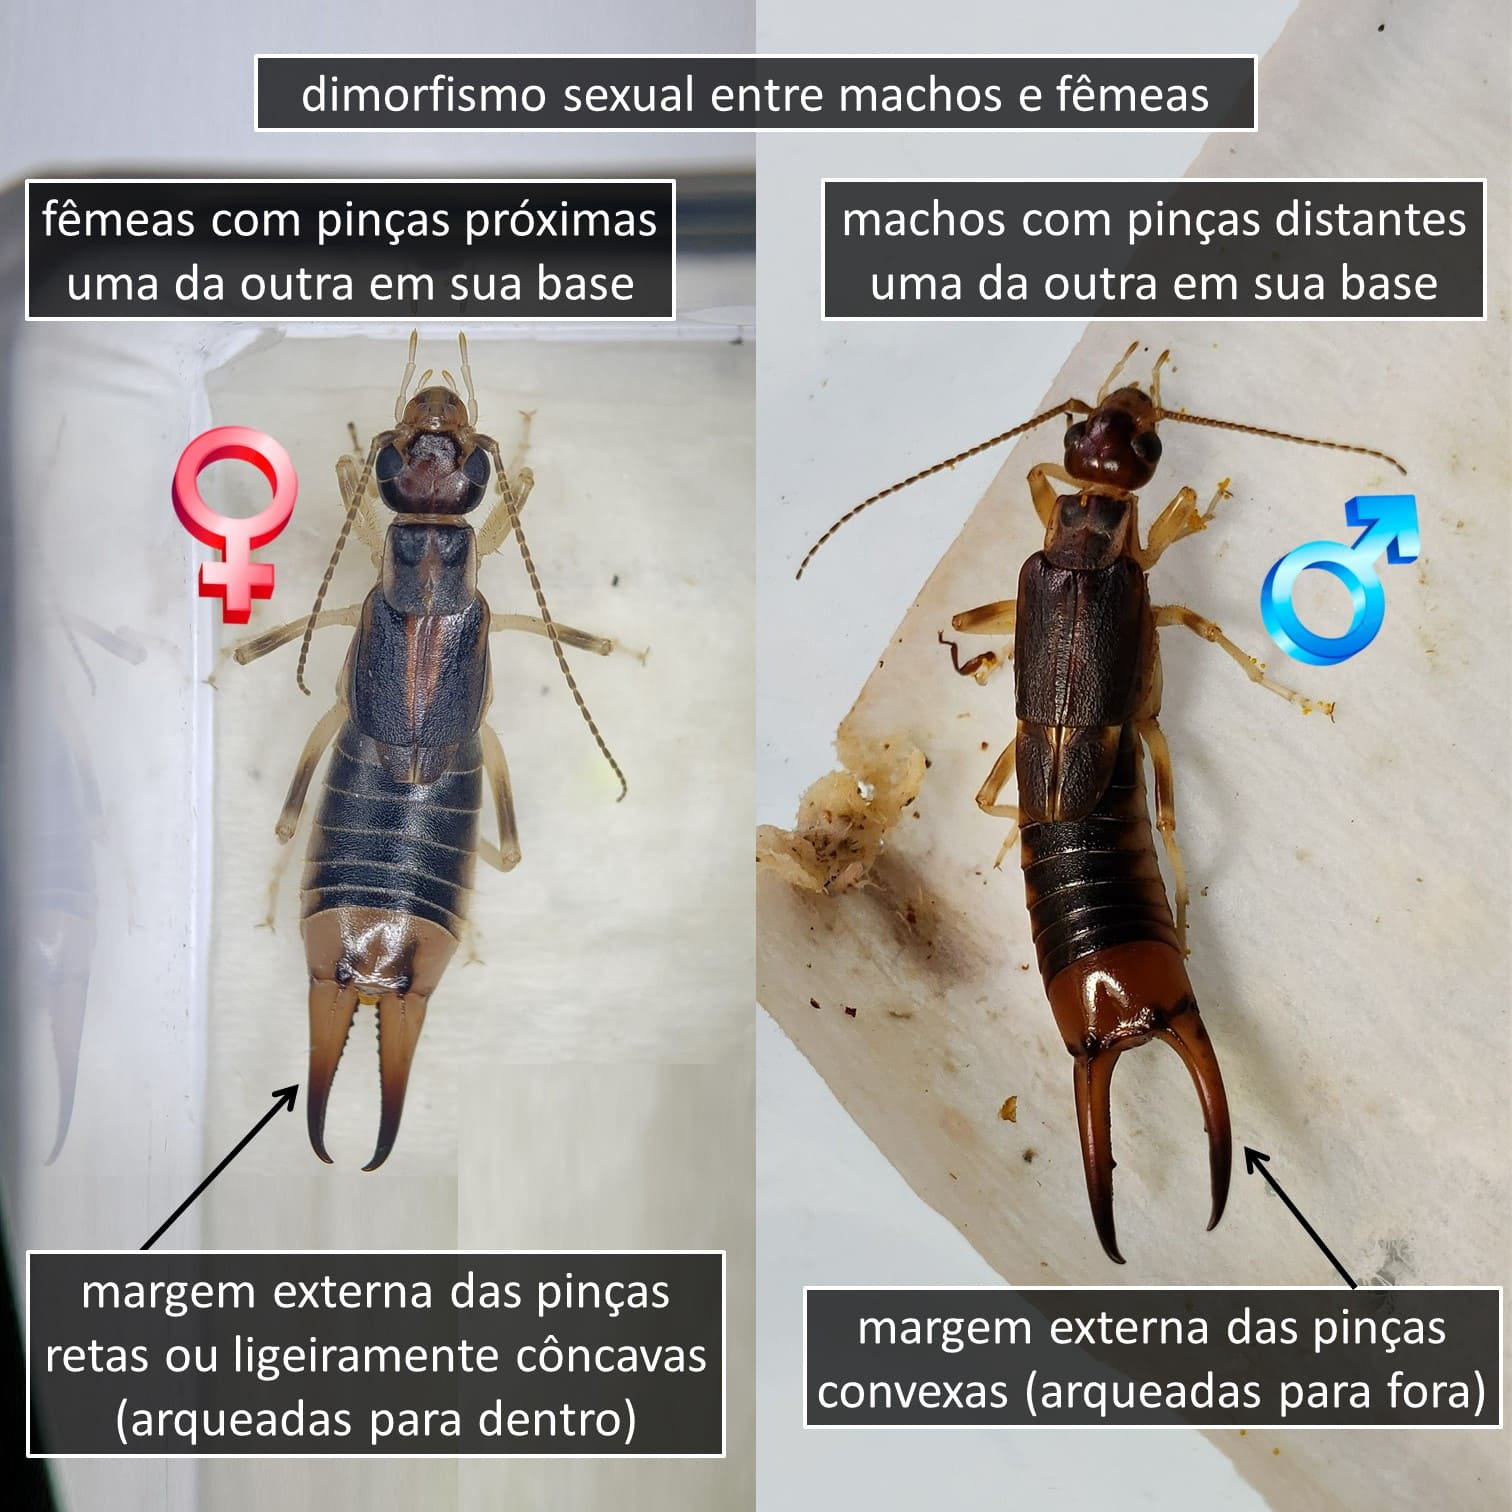 dimorfismo sexual entre machos e fêmeas
fêmeas com pinças próximas
uma da outra em sua base
machos com pinças distantes
uma da outra em sua base
margem externa das pinças
retas ou ligeiramente côncavas
(arqueadas para dentro)
margem externa das pinças
convexas (arqueadas para fora)